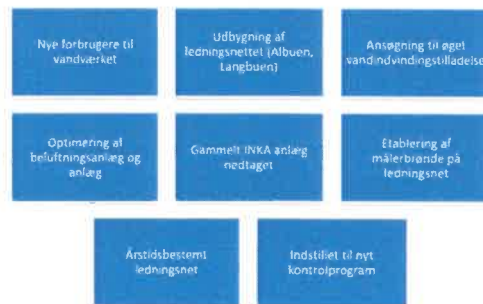 Nye forbrugere til
vandværket
Udbygning af
ledningsnettet (Albuen,
Langbuen)
Ansøgning til øget
vandindvindingstilladelse
Optimering af
beluftningsanlæg og
anlæg
Gammelt INKA anlæg
nedtaget
Etablering af
målerbrønde på
ledningsnet
Årstidsbestemt
ledningsnet
Indstillet til nyt
kontrolprogram